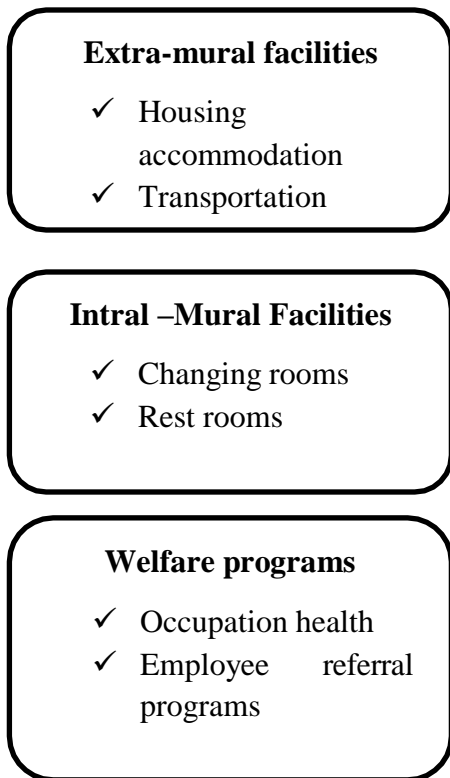 Extra-mural facilities
✓ Housing
accommodation
✓ Transportation
Intral –Mural Facilities
✓ Changing rooms
✓ Rest rooms
Welfare programs
✓ Occupation health
✓ Employee referral
programs